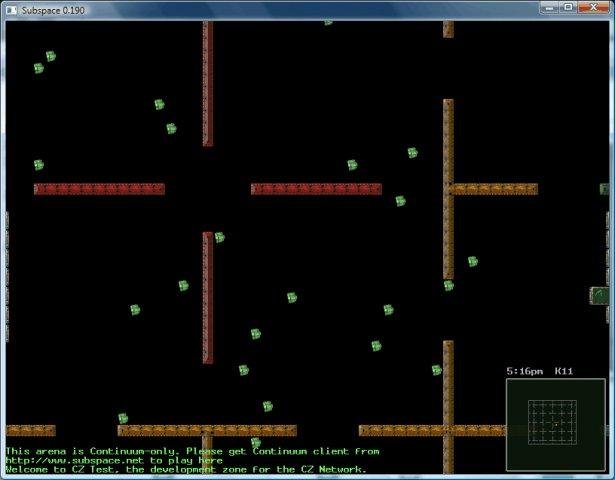 Subspace 0.190
5:16pm K11
This arena is Continuum-only. Please get Continuum client from
http://www.subspace.net to play here
Welcome to CZ Test, the development zone for the CZ Network.